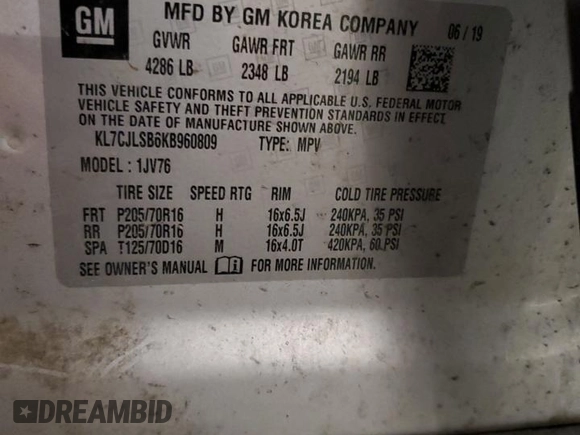 GM
MFD BY GM KOREA COMPANY 06/19
GVWR GAWR FRT GAWR RR
4286 LB 2348 LB 2194 LB
THIS VEHICLE CONFORMS TO ALL APPLICABLE U.S. FEDERAL MOTOR
VEHICLE SAFETY AND THEFT PREVENTION STANDARDS IN EFFECT
ON THE DATE OF MANUFACTURE SHOWN ABOVE.
KL7CJLSB6KB960809 TYPE: MPV
MODEL: 1JV76
TIRE SIZE SPEED RTG RIM COLD TIRE PRESSURE
FRT P205/70R16 H 16x6.5J 240KPA, 35 PSI
RR P205/70R16 H 16x6.5J 240KPA, 35 PSI
SPA T125/70D16 M 16x4.0T 420KPA, 60 PSI
SEE OWNER'S MANUAL FOR MORE INFORMATION.
DREAMBID